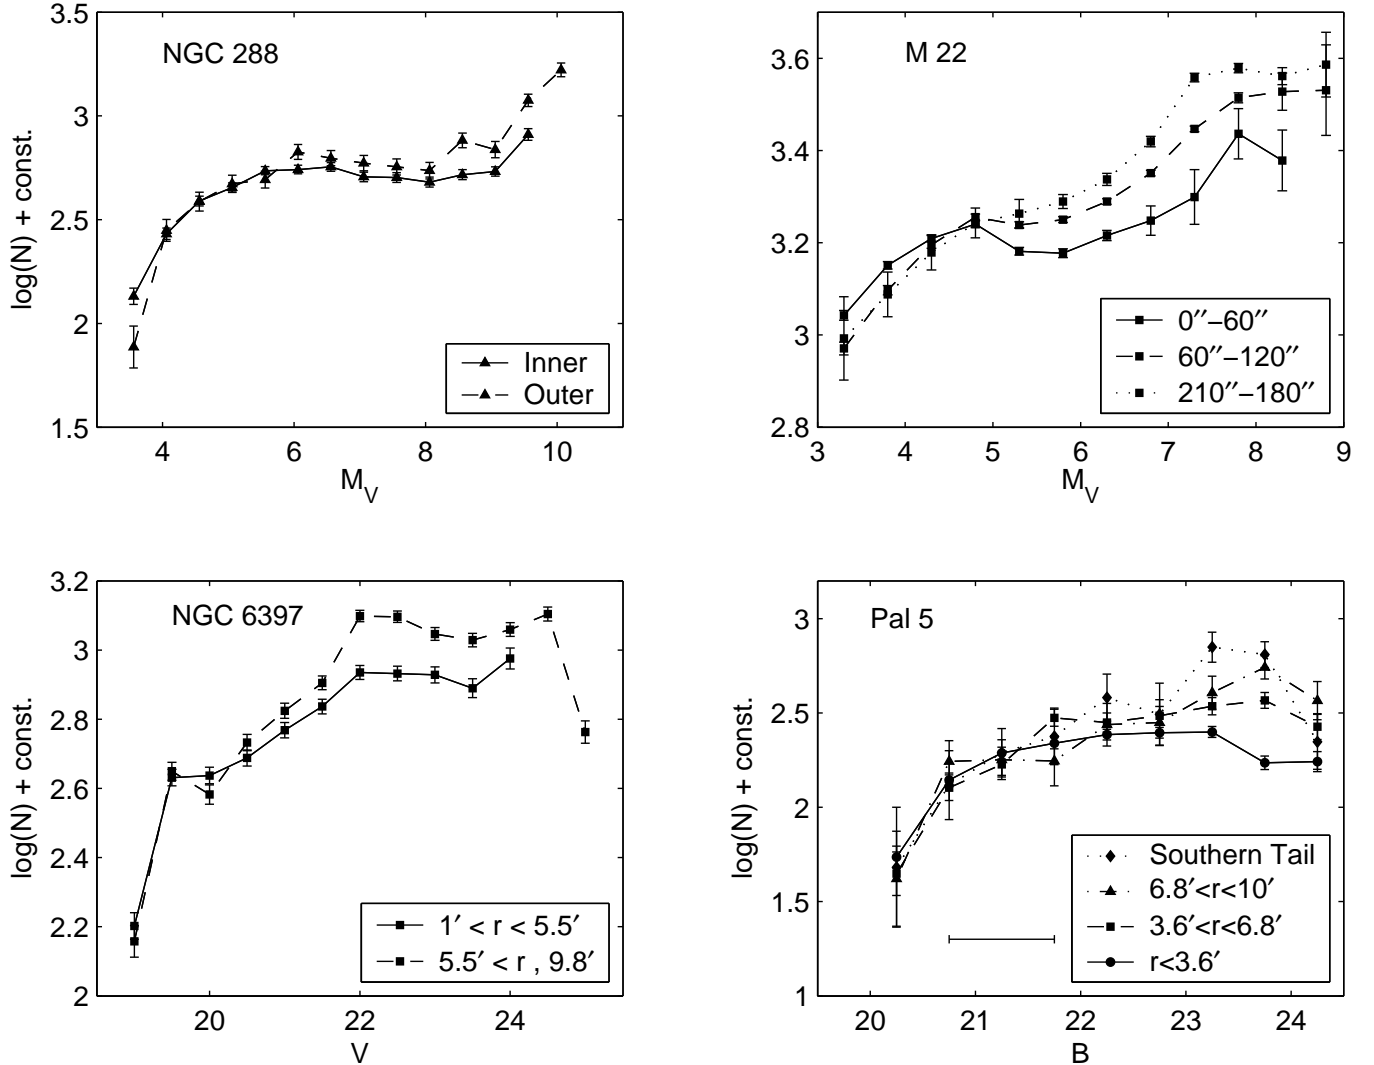 NGC 288
3.5
3
2.5
2
1.5
log(N) + const.
4
6
8
10
M_V
Inner
Outer
M 22
3.6
3.4
3.2
3
2.8
3
4
5
6
7
8
9
M_V
0″−60″
60″−120″
210″−180″
NGC 6397
3.2
3
2.8
2.6
2.4
2.2
2
log(N) + const.
20
22
24
V
1′ < r < 5.5′
5.5′ < r , 9.8′
Pal 5
3
2.5
2
1.5
1
log(N) + const.
20
21
22
23
24
B
Southern Tail
6.8′<r<10′
3.6′<r<6.8′
r<3.6′